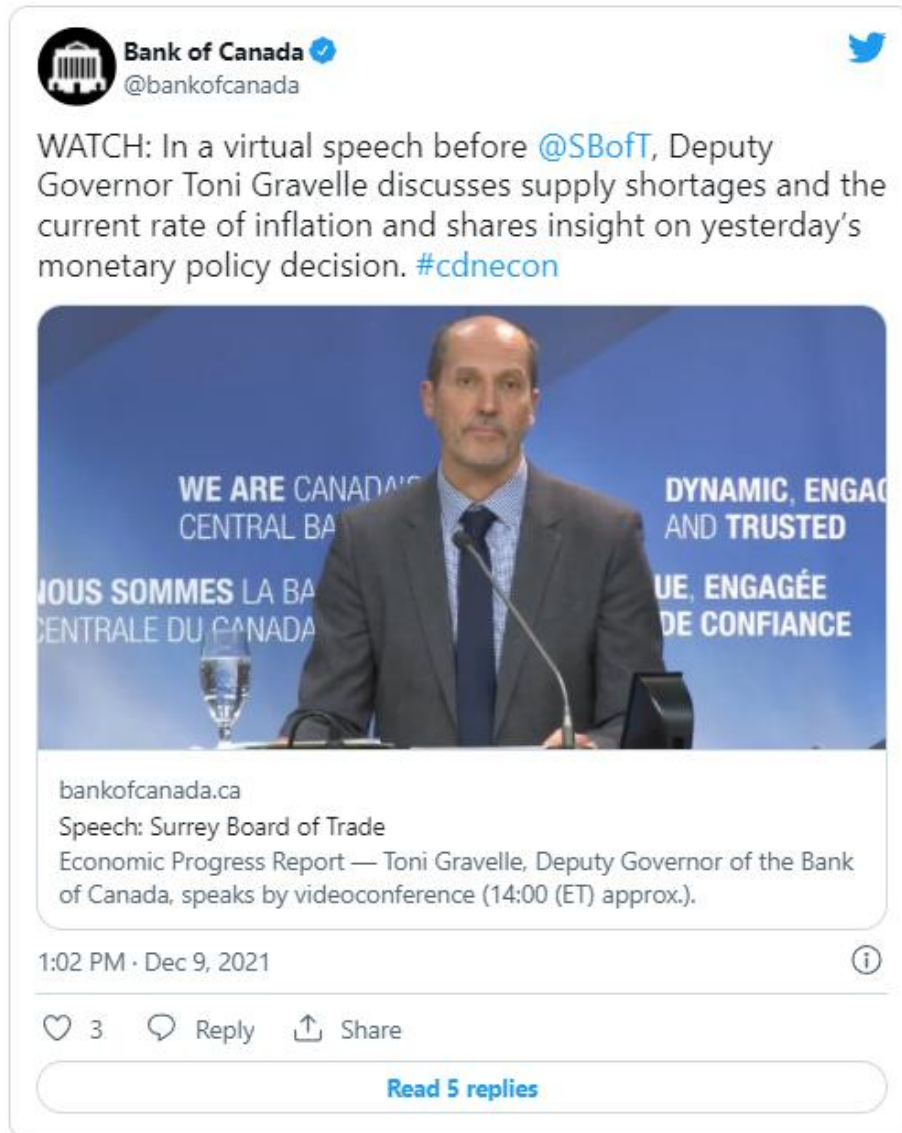 Bank of Canada
@bankofcanada
WATCH: In a virtual speech before @SBofT, Deputy
Governor Toni Gravelle discusses supply shortages and the
current rate of inflation and shares insight on yesterday’s
monetary policy decision. #cdnecon
WE ARE CANADA'S
CENTRAL BA
DYNAMIC, ENGAG
AND TRUSTED
NOUS SOMMES LA BA
CENTRALE DU CANADA
UE, ENGAGÉE
DE CONFIANCE
bankofcanada.ca
Speech: Surrey Board of Trade
Economic Progress Report — Toni Gravelle, Deputy Governor of the Bank
of Canada, speaks by videoconference (14:00 (ET) approx.).
1:02 PM · Dec 9, 2021
3 Reply Share
Read 5 replies